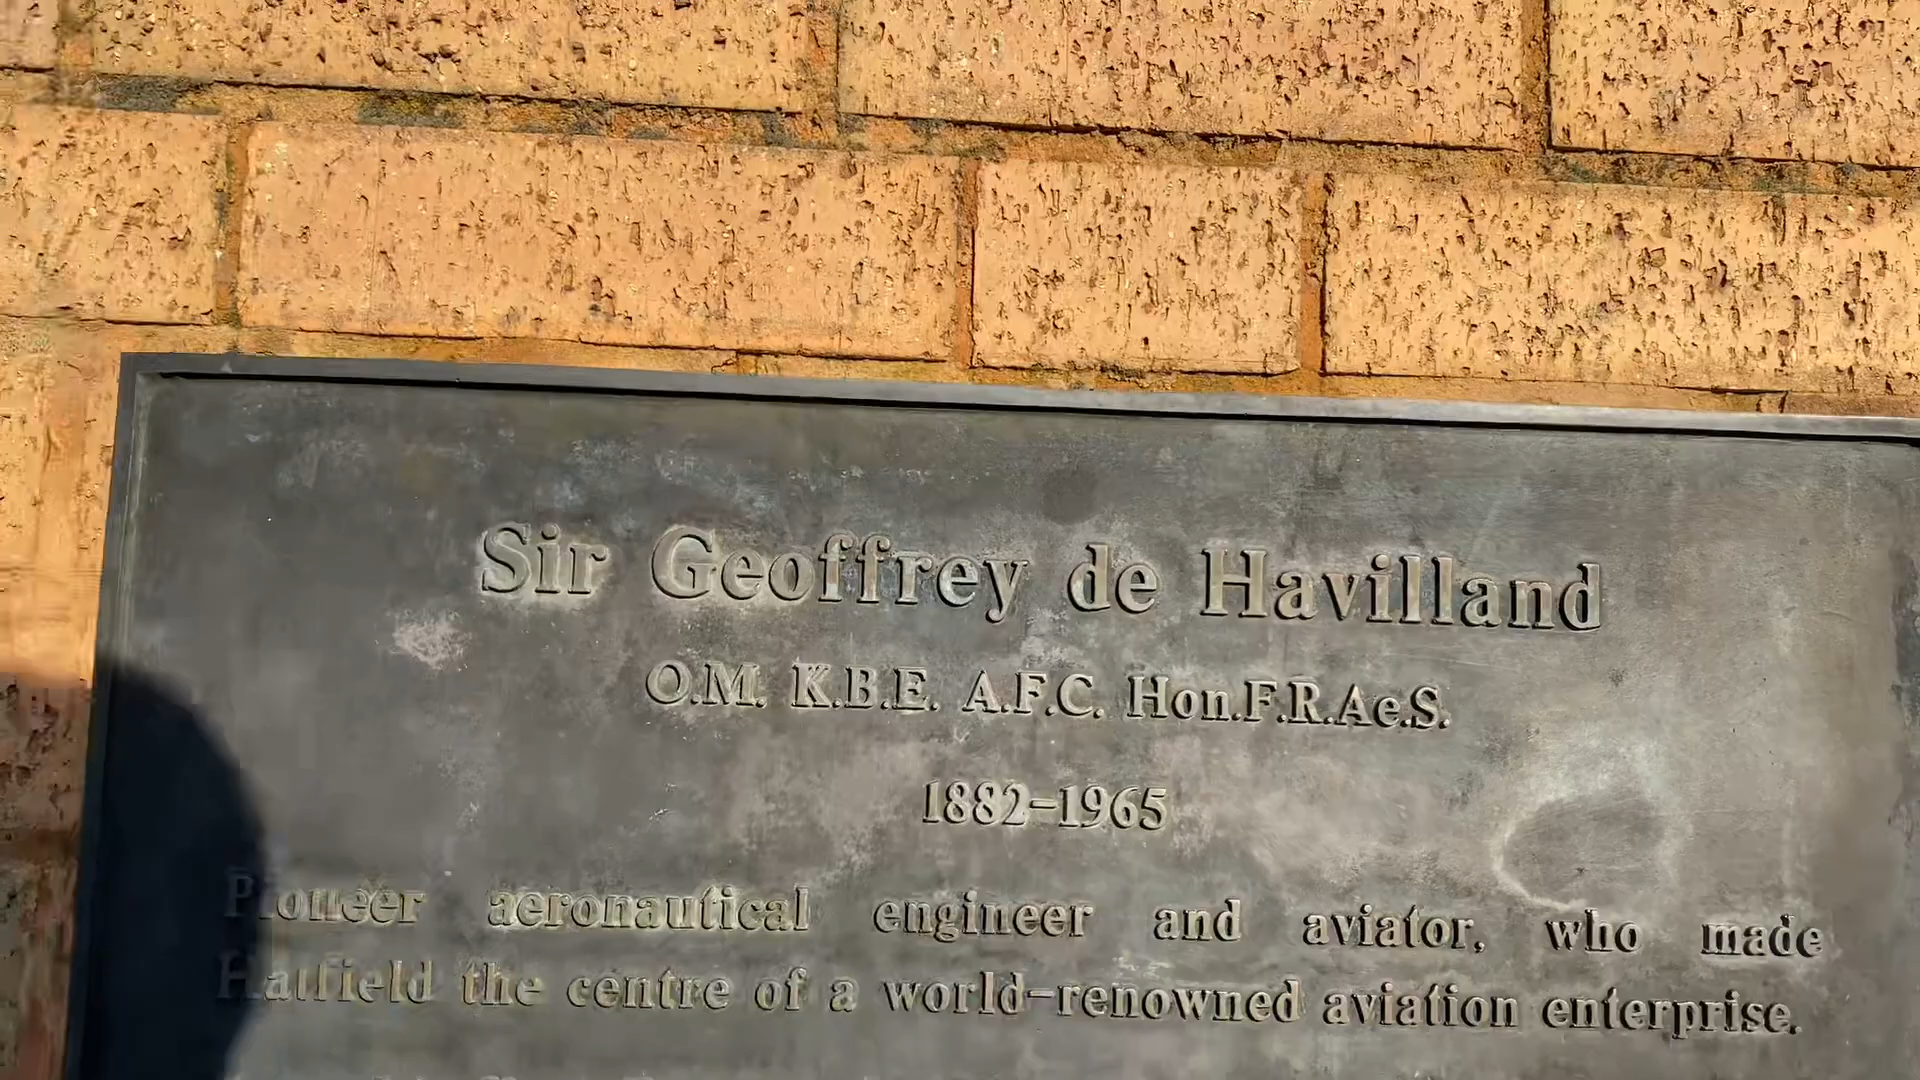 Sir Geoffrey de Havilland
O.M. K.B.E. A.F.C. Hon.F.R.Ae.S.
1882-1965
Pioneer aeronautical engineer and aviator, who made
Hatfield the centre of a world-renowned aviation enterprise.